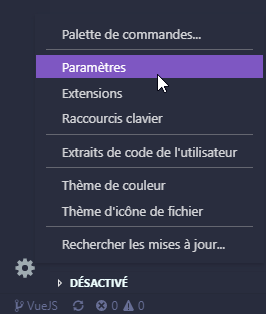 Palette de commandes...
Paramètres
Extensions
Raccourcis clavier
Extraits de code de l'utilisateur
Thème de couleur
Thème d'icône de fichier
Rechercher les mises à jour...
DÉSACTIVÉ
VueJS 0 0